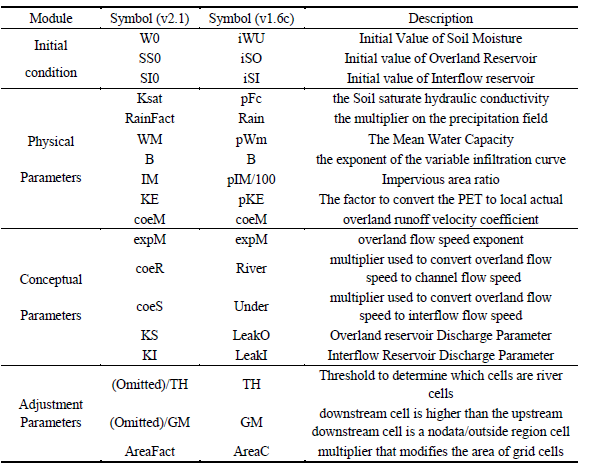 Module Symbol (v2.1) Symbol (v1.6c) Description
Initial condition
W0 iWU Initial Value of Soil Moisture
SS0 iSO Initial value of Overland Reservoir
SI0 iSI Initial value of Interflow reservoir
Physical Parameters
Ksat pFc the Soil saturate hydraulic conductivity
RainFact Rain the multiplier on the precipitation field
WM pWm The Mean Water Capacity
B B the exponent of the variable infiltration curve
IM pIM/100 Impervious area ratio
KE pKE The factor to convert the PET to local actual
coeM coeM overland runoff velocity coefficient
Conceptual Parameters
expM expM overland flow speed exponent
coeR River multiplier used to convert overland flow
speed to channel flow speed
coeS Under multiplier used to convert overland flow
speed to interflow flow speed
KS LeakO Overland reservoir Discharge Parameter
KI LeakI Interflow Reservoir Discharge Parameter
Adjustment Parameters
(Omitted)/TH TH Threshold to determine which cells are river
cells
(Omitted)/GM GM downstream cell is higher than the upstream
downstream cell is a nodata/outside region cell
AreaFact AreaC multiplier that modifies the area of grid cells